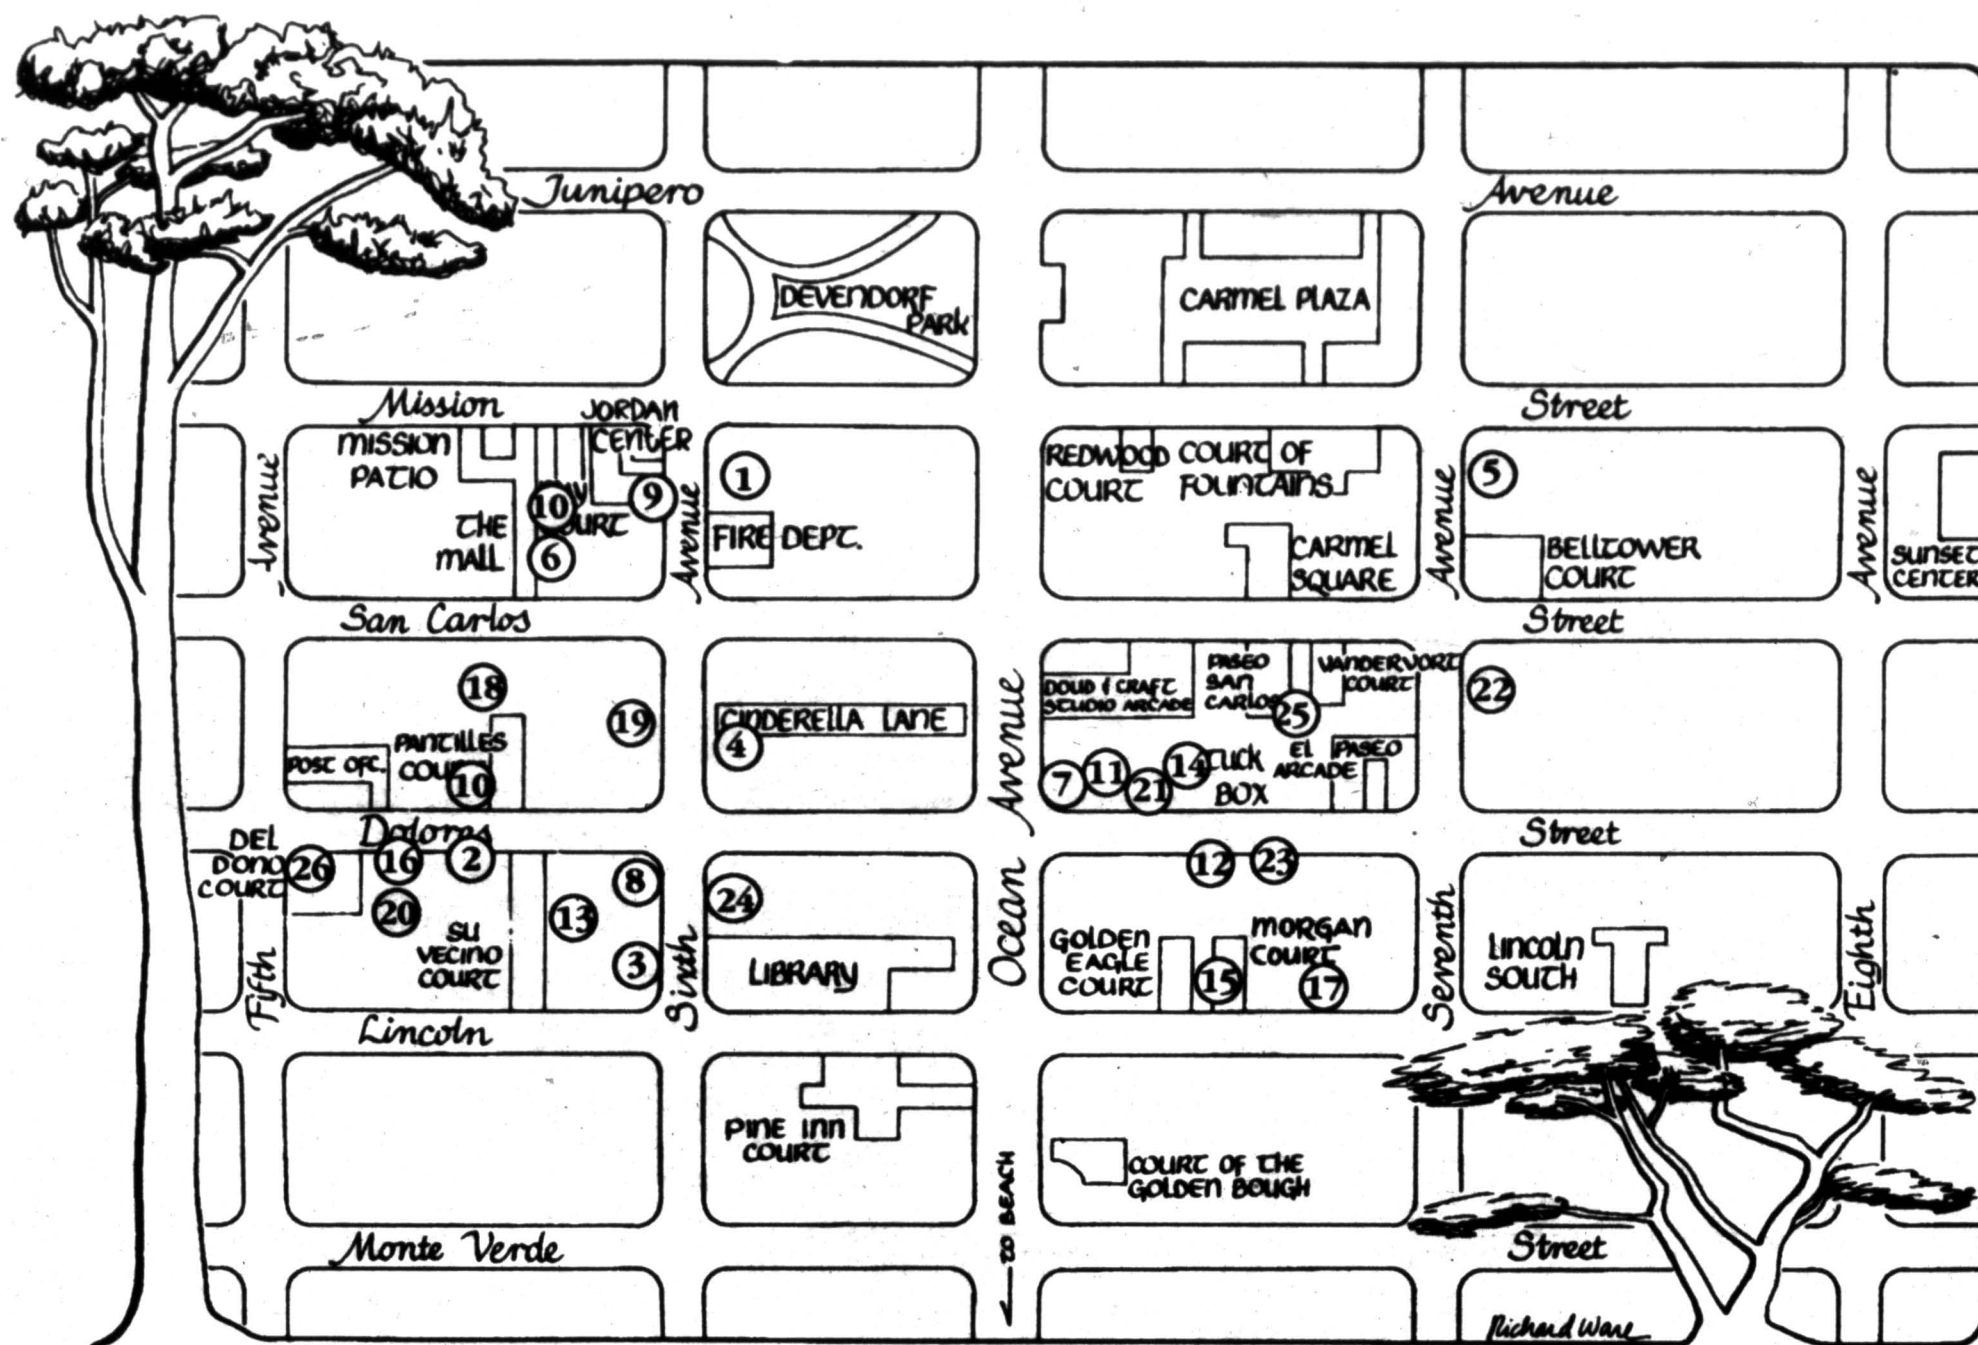 Junipero
Avenue
DEVENDORF
PARK
CARMEL PLAZA
Mission
Street
JORDAN
CENTER
MISSION
PATIO
THE
MALL
10
9
6
1
FIRE DEPT.
REDWOOD
COURT
COURT OF
FOUNTAINS
CARMEL
SQUARE
5
BELLTOWER
COURT
SUNSET
CENTER
Avenue
Avenue
Avenue
Avenue
San Carlos
Street
18
19
POST OFC.
PANTILLES
10
CINDERELLA LANE
4
DOUD & CRAFT
STUDIO ARCADE
PASEO
SAN
CARLOS
VANDERVORT
COURT
25
7
11
21
14
TUCK
BOX
EL PASEO
ARCADE
22
Avenue
Dolores
Street
DEL
DONO
COURT
26
16
2
20
SU
VECINO
COURT
13
8
3
24
LIBRARY
12
23
GOLDEN
EAGLE
COURT
15
MORGAN
COURT
17
LINCOLN
SOUTH
Fifth
Sixth
Ocean
Seventh
Eighth
Lincoln
PINE INN
COURT
COURT OF THE
GOLDEN BOUGH
TO BEACH
Monte Verde
Street
Richard Ware